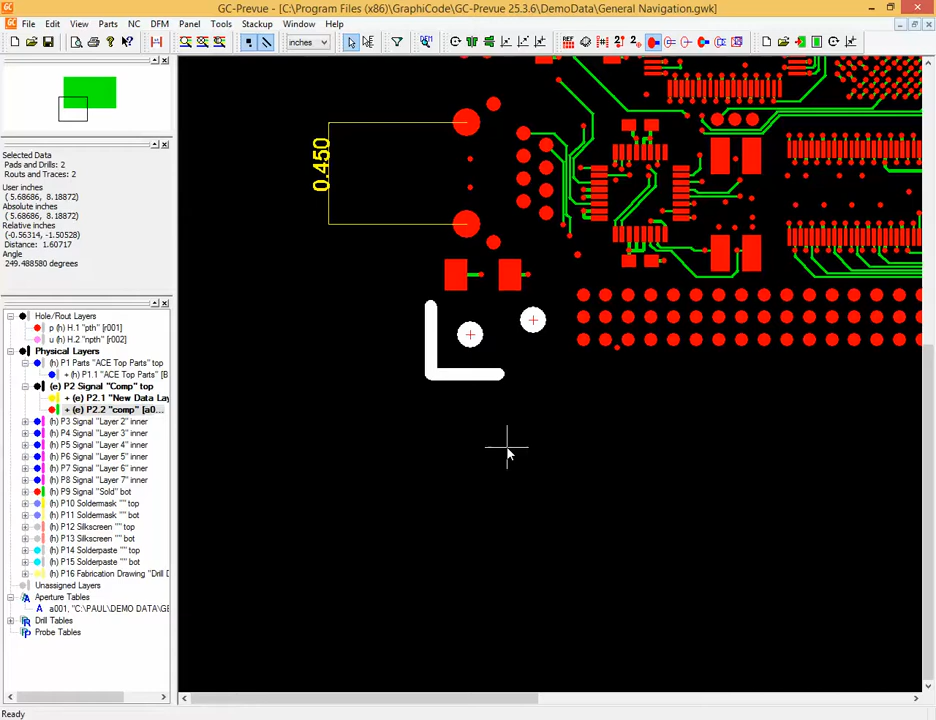 GC-Prevue - [C:\Program Files (x86)\GraphiCode\GC-Prevue 25.3.6\DemoData\General Navigation.gwk]
File Edit View Parts NC DFM Panel Tools Stackup Window Help
inches
Selected Data
Pads and Drills: 2
Routs and Traces: 2
User inches
( 5.68686, 8.18872)
Absolute inches
( 5.68686, 8.18872)
Relative inches
(-0.56314, -1.50528)
Distance: 1.60717
Angle
249.488580 degrees
Hole/Rout Layers
p (h) H.1 "pth" [r001]
u (h) H.2 "npth" [r002]
Physical Layers
(h) P1 Parts "ACE Top Parts" top
+ (h) P1.1 "ACE Top Parts" [B
(e) P2 Signal "Comp" top
+ (e) P2.1 "New Data Lay
+ (e) P2.2 "comp" [a0...
(h) P3 Signal "Layer 2" inner
(h) P4 Signal "Layer 3" inner
(h) P5 Signal "Layer 4" inner
(h) P6 Signal "Layer 5" inner
(h) P7 Signal "Layer 6" inner
(h) P8 Signal "Layer 7" inner
(h) P9 Signal "Sold" bot
(h) P10 Soldermask "" top
(h) P11 Soldermask "" bot
(h) P12 Silkscreen "" top
(h) P13 Silkscreen "" bot
(h) P14 Solderpaste "" top
(h) P15 Solderpaste "" bot
(h) P16 Fabrication Drawing "Drill D
Unassigned Layers
Aperture Tables
A a001, "C:\PAUL\DEMO DATA\GE
Drill Tables
Probe Tables
0.450
Ready